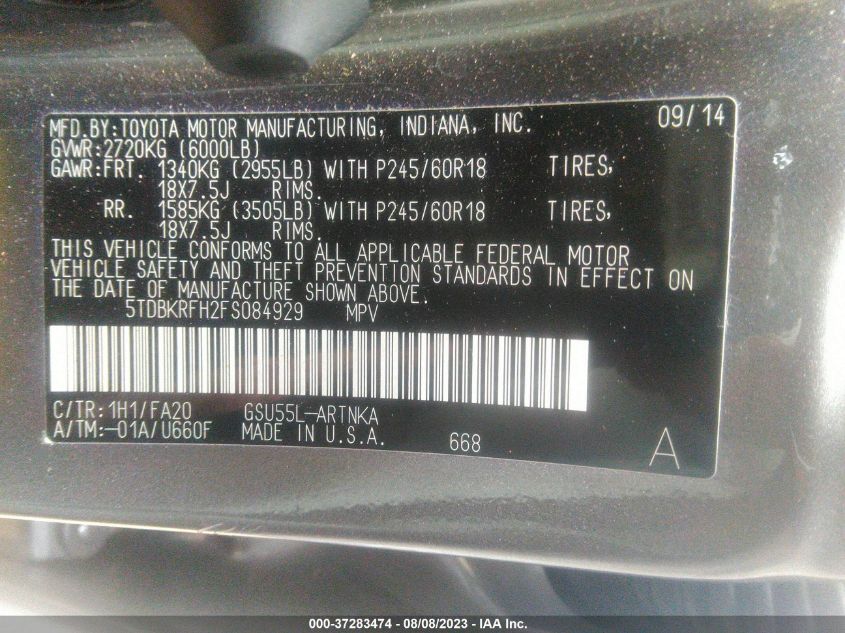 MFD.BY:TOYOTA MOTOR MANUFACTURING, INDIANA, INC. 09/14
GVWR:2720KG (6000LB)
GAWR:FRT. 1340KG (2955LB) WITH P245/60R18 TIRES,
18X7.5J RIMS.
RR. 1585KG (3505LB) WITH P245/60R18 TIRES,
18X7.5J RIMS.
THIS VEHICLE CONFORMS TO ALL APPLICABLE FEDERAL MOTOR
VEHICLE SAFETY AND THEFT PREVENTION STANDARDS IN EFFECT ON
THE DATE OF MANUFACTURE SHOWN ABOVE.
5TDBKRFH2FS084929 MPV
C/TR:1H1/FA20 GSU55L-ARTNKA
A/TM:-01A/U660F MADE IN U.S.A. 668 A
000-37283474 - 08/08/2023 - IAA Inc.